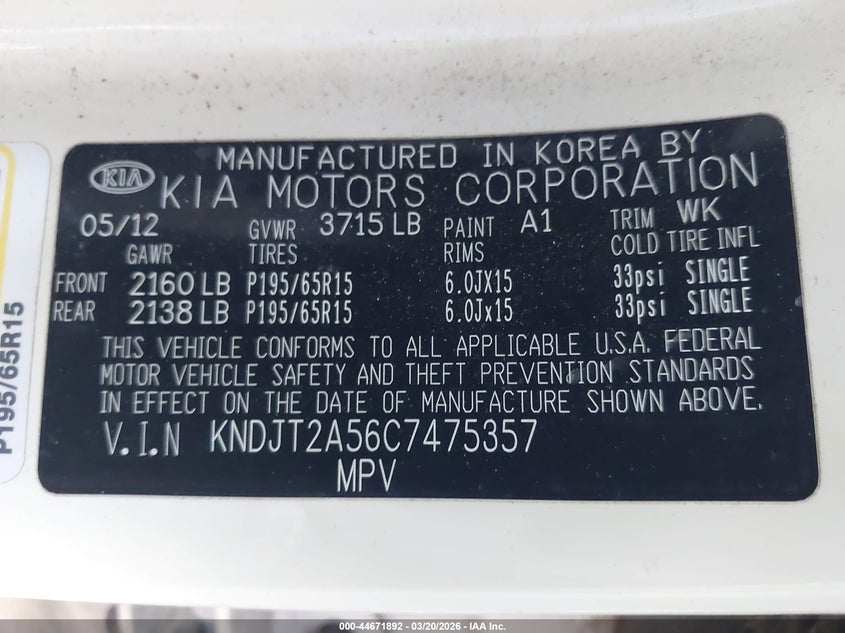 MANUFACTURED IN KOREA BY
KIA KIA MOTORS CORPORATION
05/12 GVWR 3715 LB PAINT A1 TRIM WK
GAWR TIRES RIMS COLD TIRE INFL
FRONT 2160 LB P195/65R15 6.0JX15 33psi SINGLE
REAR 2138 LB P195/65R15 6.0Jx15 33psi SINGLE
THIS VEHICLE CONFORMS TO ALL APPLICABLE U.S.A. FEDERAL
MOTOR VEHICLE SAFETY AND THEFT PREVENTION STANDARDS
IN EFFECT ON THE DATE OF MANUFACTURE SHOWN ABOVE.
V.I.N KNDJT2A56C7475357
MPV
P195/65R15
000-44671892 - 03/20/2026 - IAA Inc.